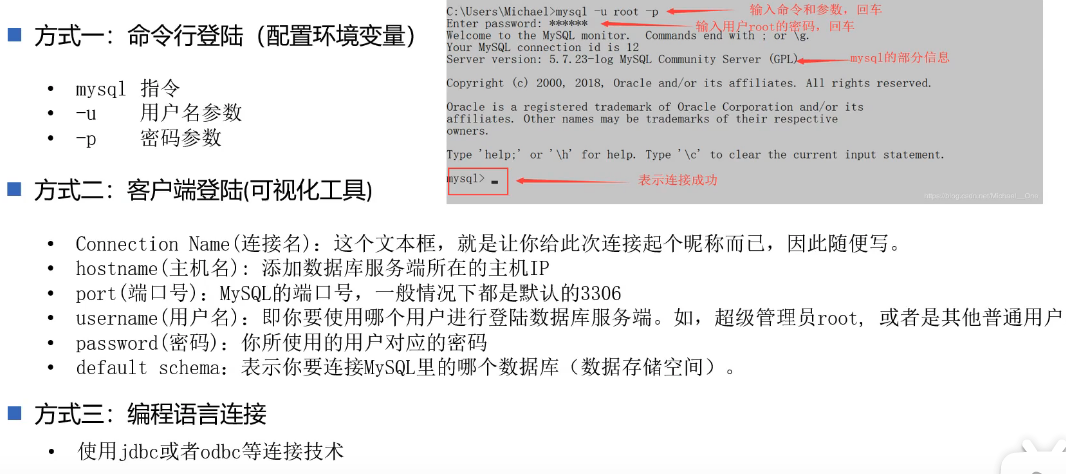 方式一：命令行登陆（配置环境变量）
• mysql 指令
• -u 用户名参数
• -p 密码参数
C:\Users\Michael>mysql -u root -p 输入命令和参数，回车
Enter password: ****** 输入用户root的密码，回车
Welcome to the MySQL monitor. Commands end with ; or \g.
Your MySQL connection id is 12
Server version: 5.7.23-log MySQL Community Server (GPL) mysql的部分信息
Copyright (c) 2000, 2018, Oracle and/or its affiliates. All rights reserved.
Oracle is a registered trademark of Oracle Corporation and/or its
affiliates. Other names may be trademarks of their respective
owners.
Type 'help;' or '\h' for help. Type '\c' to clear the current input statement.
mysql> 表示连接成功
方式二：客户端登陆(可视化工具)
• Connection Name(连接名)：这个文本框，就是让你给此次连接起个昵称而已，因此随便写。
• hostname(主机名)：添加数据库服务端所在的主机IP
• port(端口号)：MySQL的端口号，一般情况下都是默认的3306
• username(用户名)：即你要使用哪个用户进行登陆数据库服务端。如，超级管理员root, 或者是其他普通用户
• password(密码)：你所使用的用户对应的密码
• default schema：表示你要连接MySQL里的哪个数据库（数据存储空间）。
方式三：编程语言连接
• 使用jdbc或者odbc等连接技术